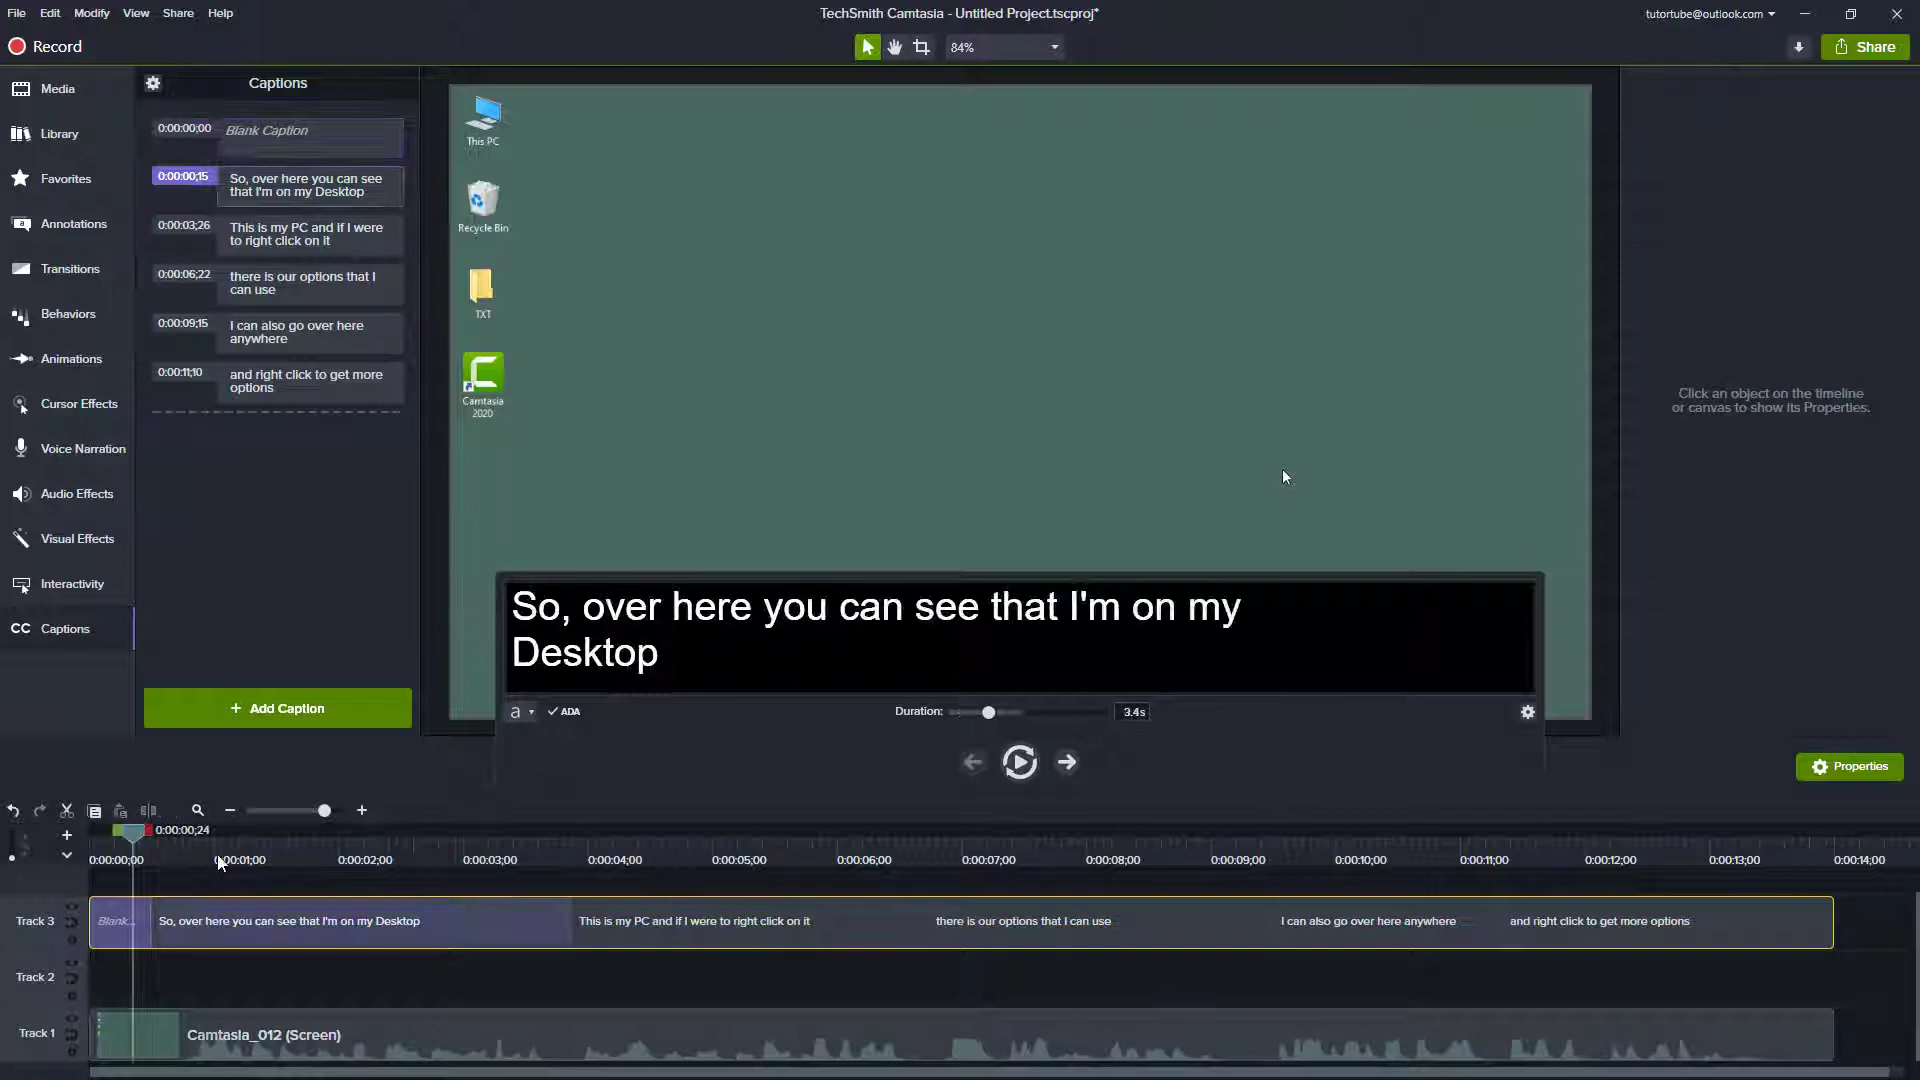 File Edit Modify View Share Help
TechSmith Camtasia - Untitled Project.tscproj*
tutortube@outlook.com
Record
84%
Share
Media
Library
Favorites
Annotations
Transitions
Behaviors
Animations
Cursor Effects
Voice Narration
Audio Effects
Visual Effects
Interactivity
CC Captions
Captions
0:00:00;00 Blank Caption
0:00:00;15 So, over here you can see
that I'm on my Desktop
0:00:03;26 This is my PC and if I were
to right click on it
0:00:06;22 there is our options that I
can use
0:00:09;15 I can also go over here
anywhere
0:00:11;10 and right click to get more
options
+ Add Caption
This PC
Recycle Bin
TXT
Camtasia
2020
So, over here you can see that I'm on my
Desktop
a ADA
Duration: 3.4s
Click an object on the timeline
or canvas to show its Properties.
Properties
0:00:00;24
0:00:00;00 0:00:01;00 0:00:02;00 0:00:03;00 0:00:04;00 0:00:05;00 0:00:06;00 0:00:07;00 0:00:08;00 0:00:09;00 0:00:10;00 0:00:11;00 0:00:12;00 0:00:13;00 0:00:14;00
Track 3 Blank... So, over here you can see that I'm on my Desktop This is my PC and if I were to right click on it there is our options that I can use I can also go over here anywhere and right click to get more options
Track 2
Track 1 Camtasia_012 (Screen)